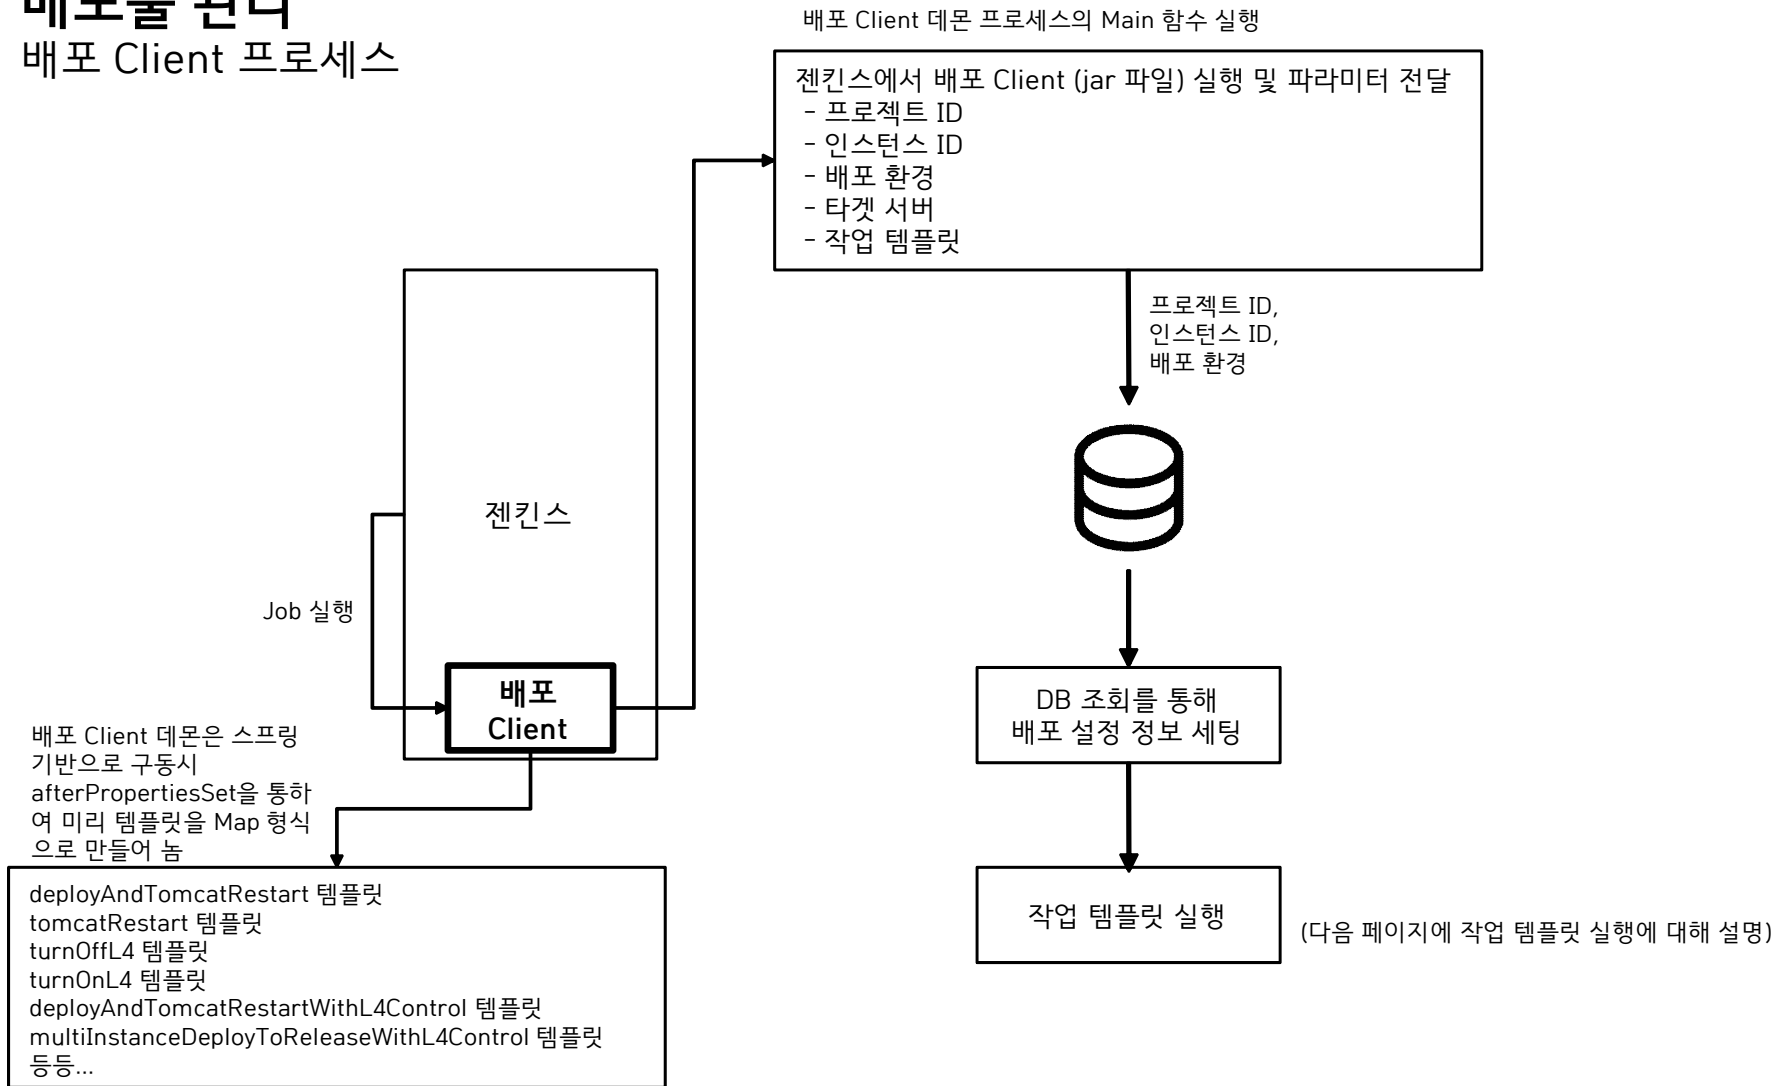 배포 Client 프로세스
배포 Client 데몬 프로세스의 Main 함수 실행
젠킨스에서 배포 Client (jar 파일) 실행 및 파라미터 전달
- 프로젝트 ID
- 인스턴스 ID
- 배포 환경
- 타겟 서버
- 작업 템플릿
프로젝트 ID,
인스턴스 ID,
배포 환경
젠킨스
Job 실행
배포
Client
DB 조회를 통해
배포 설정 정보 세팅
배포 Client 데몬은 스프링
기반으로 구동시
afterPropertiesSet을 통하
여 미리 템플릿을 Map 형식
으로 만들어 놈
deployAndTomcatRestart 템플릿
tomcatRestart 템플릿
turnOffL4 템플릿
turnOnL4 템플릿
deployAndTomcatRestartWithL4Control 템플릿
multiInstanceDeployToReleaseWithL4Control 템플릿
등등...
작업 템플릿 실행
(다음 페이지에 작업 템플릿 실행에 대해 설명)